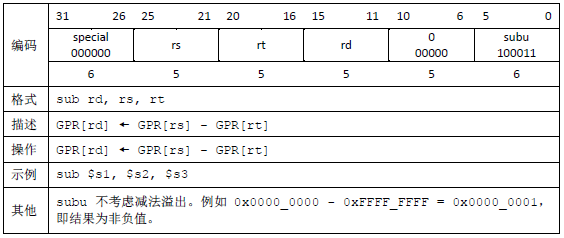 编码
31 26 25 21 20 16 15 11 10 6 5 0
special rs rt rd 0 subu
000000 00000 100011
6 5 5 5 5 6
格式 sub rd, rs, rt
描述 GPR[rd] ← GPR[rs] - GPR[rt]
操作 GPR[rd] ← GPR[rs] - GPR[rt]
示例 sub $s1, $s2, $s3
其他 subu 不考虑减法溢出。例如 0x0000_0000 - 0xFFFF_FFFF = 0x0000_0001,
即结果为非负值。